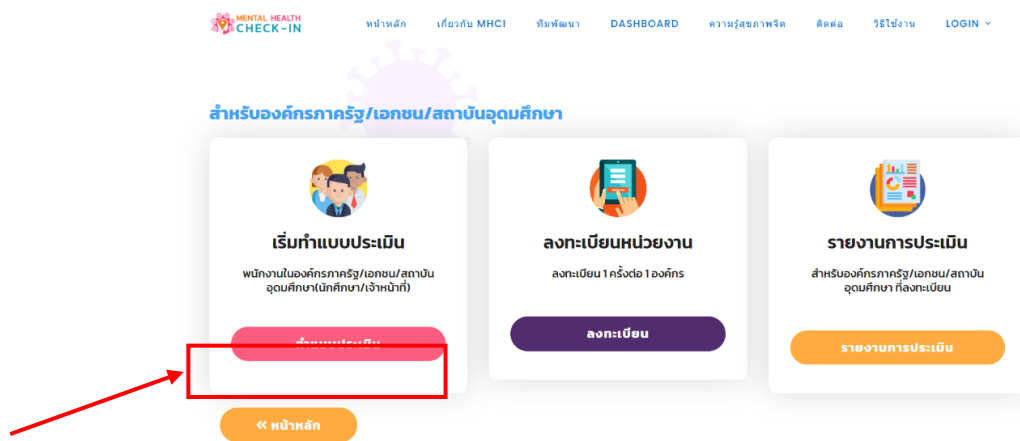 MENTAL HEALTH
CHECK-IN
หน้าหลัก เกี่ยวกับ MHCI ทีมพัฒนา DASHBOARD ความรู้สุขภาพจิต ติดต่อ วิธีใช้งาน LOGIN
สำหรับองค์กรภาครัฐ/เอกชน/สถาบันอุดมศึกษา
เริ่มทำแบบประเมิน
พนักงานในองค์กรภาครัฐ/เอกชน/สถาบัน
อุดมศึกษา(นักศึกษา/เจ้าหน้าที่)
ทำแบบประเมิน
ลงทะเบียนหน่วยงาน
ลงทะเบียน 1 ครั้งต่อ 1 องค์กร
ลงทะเบียน
รายงานการประเมิน
สำหรับองค์กรภาครัฐ/เอกชน/สถาบัน
อุดมศึกษา ที่ลงทะเบียน
รายงานการประเมิน
« หน้าหลัก